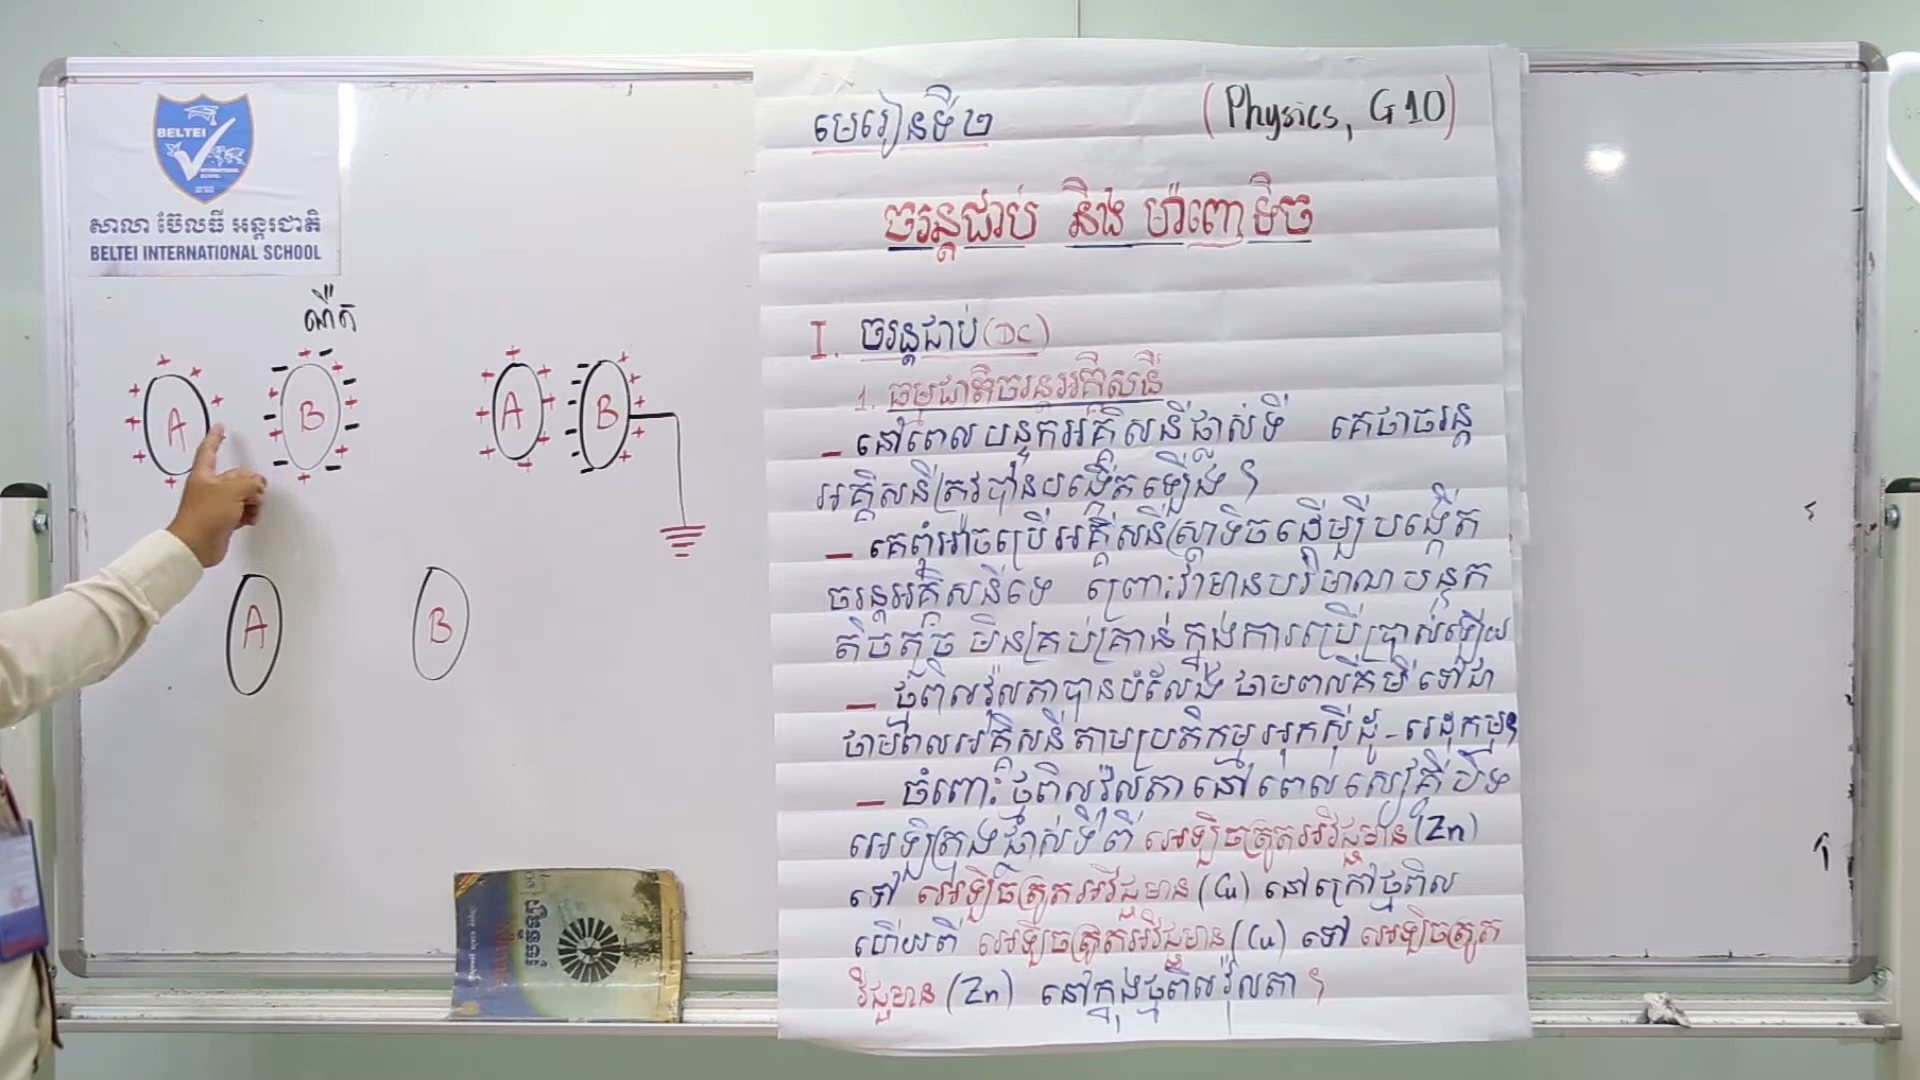 BELTEI
INTERNATIONAL
SCHOOL
សាលា ប៊ែលធី អន្តរជាតិ
BELTEI INTERNATIONAL SCHOOL
ណឺត
A B A B
A B
មេរៀនទី២ (Physics, G10)
ចរន្តជាប់ និង ម៉ាញេទិច
I. ចរន្តជាប់ (DC)
1. ធម្មជាតិចរន្តអគ្គិសនី
_ នៅពេល បន្ទុកអគ្គិសនីផ្លាស់ទី គេថាចរន្ត
អគ្គិសនីត្រូវបានបង្កើតឡើង ។
_ គេពុំអាចប្រើអគ្គិសនីស្តាទិចដើម្បីបង្កើត
ចរន្តអគ្គិសនីទេ ព្រោះវាមានបរិមាណបន្ទុក
តិចតួច មិនគ្រប់គ្រាន់ក្នុងការប្រើប្រាស់ឡើយ
_ ថ្មពិលវ៉ុលតាបានបំលែង ថាមពលគីមី ទៅជា
ថាមពលអគ្គិសនី តាមប្រតិកម្ម អុកស៊ីដូ-រេដុកម្ម។
_ ចំពោះ ថ្មពិលវ៉ុលតា នៅពេលសៀគ្វីបិទ
អេឡិចត្រុងផ្លាស់ទីពី អេឡិចត្រូតអវិជ្ជមាន (Zn)
ទៅ អេឡិចត្រូតអវិជ្ជមាន (Cu) នៅក្រៅថ្មពិល
ហើយពី អេឡិចត្រូតអវិជ្ជមាន (Cu) ទៅ អេឡិចត្រូត
វិជ្ជមាន (Zn) នៅក្នុងថ្មពិលវ៉ុលតា ។